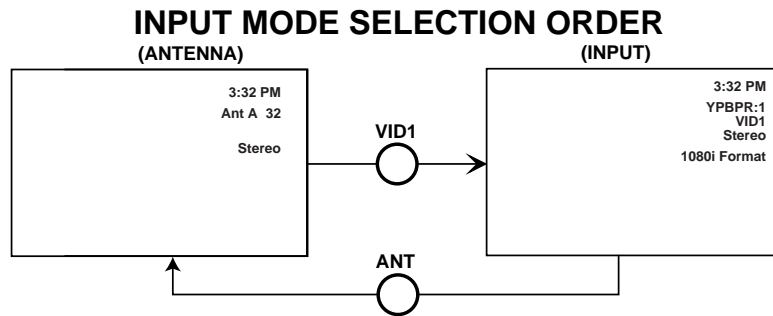 INPUT MODE SELECTION ORDER
(ANTENNA)
(INPUT)
3:32 PM
Ant A 32
Stereo
VID1
3:32 PM
YPBPR:1
VID1
Stereo
1080i Format
ANT